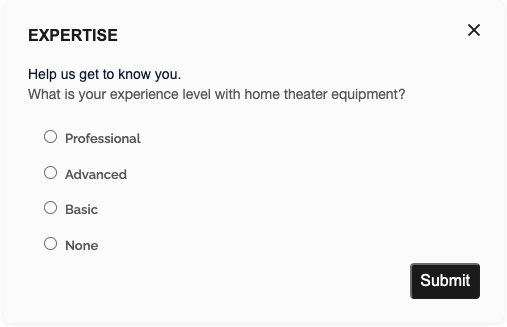 EXPERTISE
Help us get to know you.
What is your experience level with home theater equipment?
Professional
Advanced
Basic
None
Submit